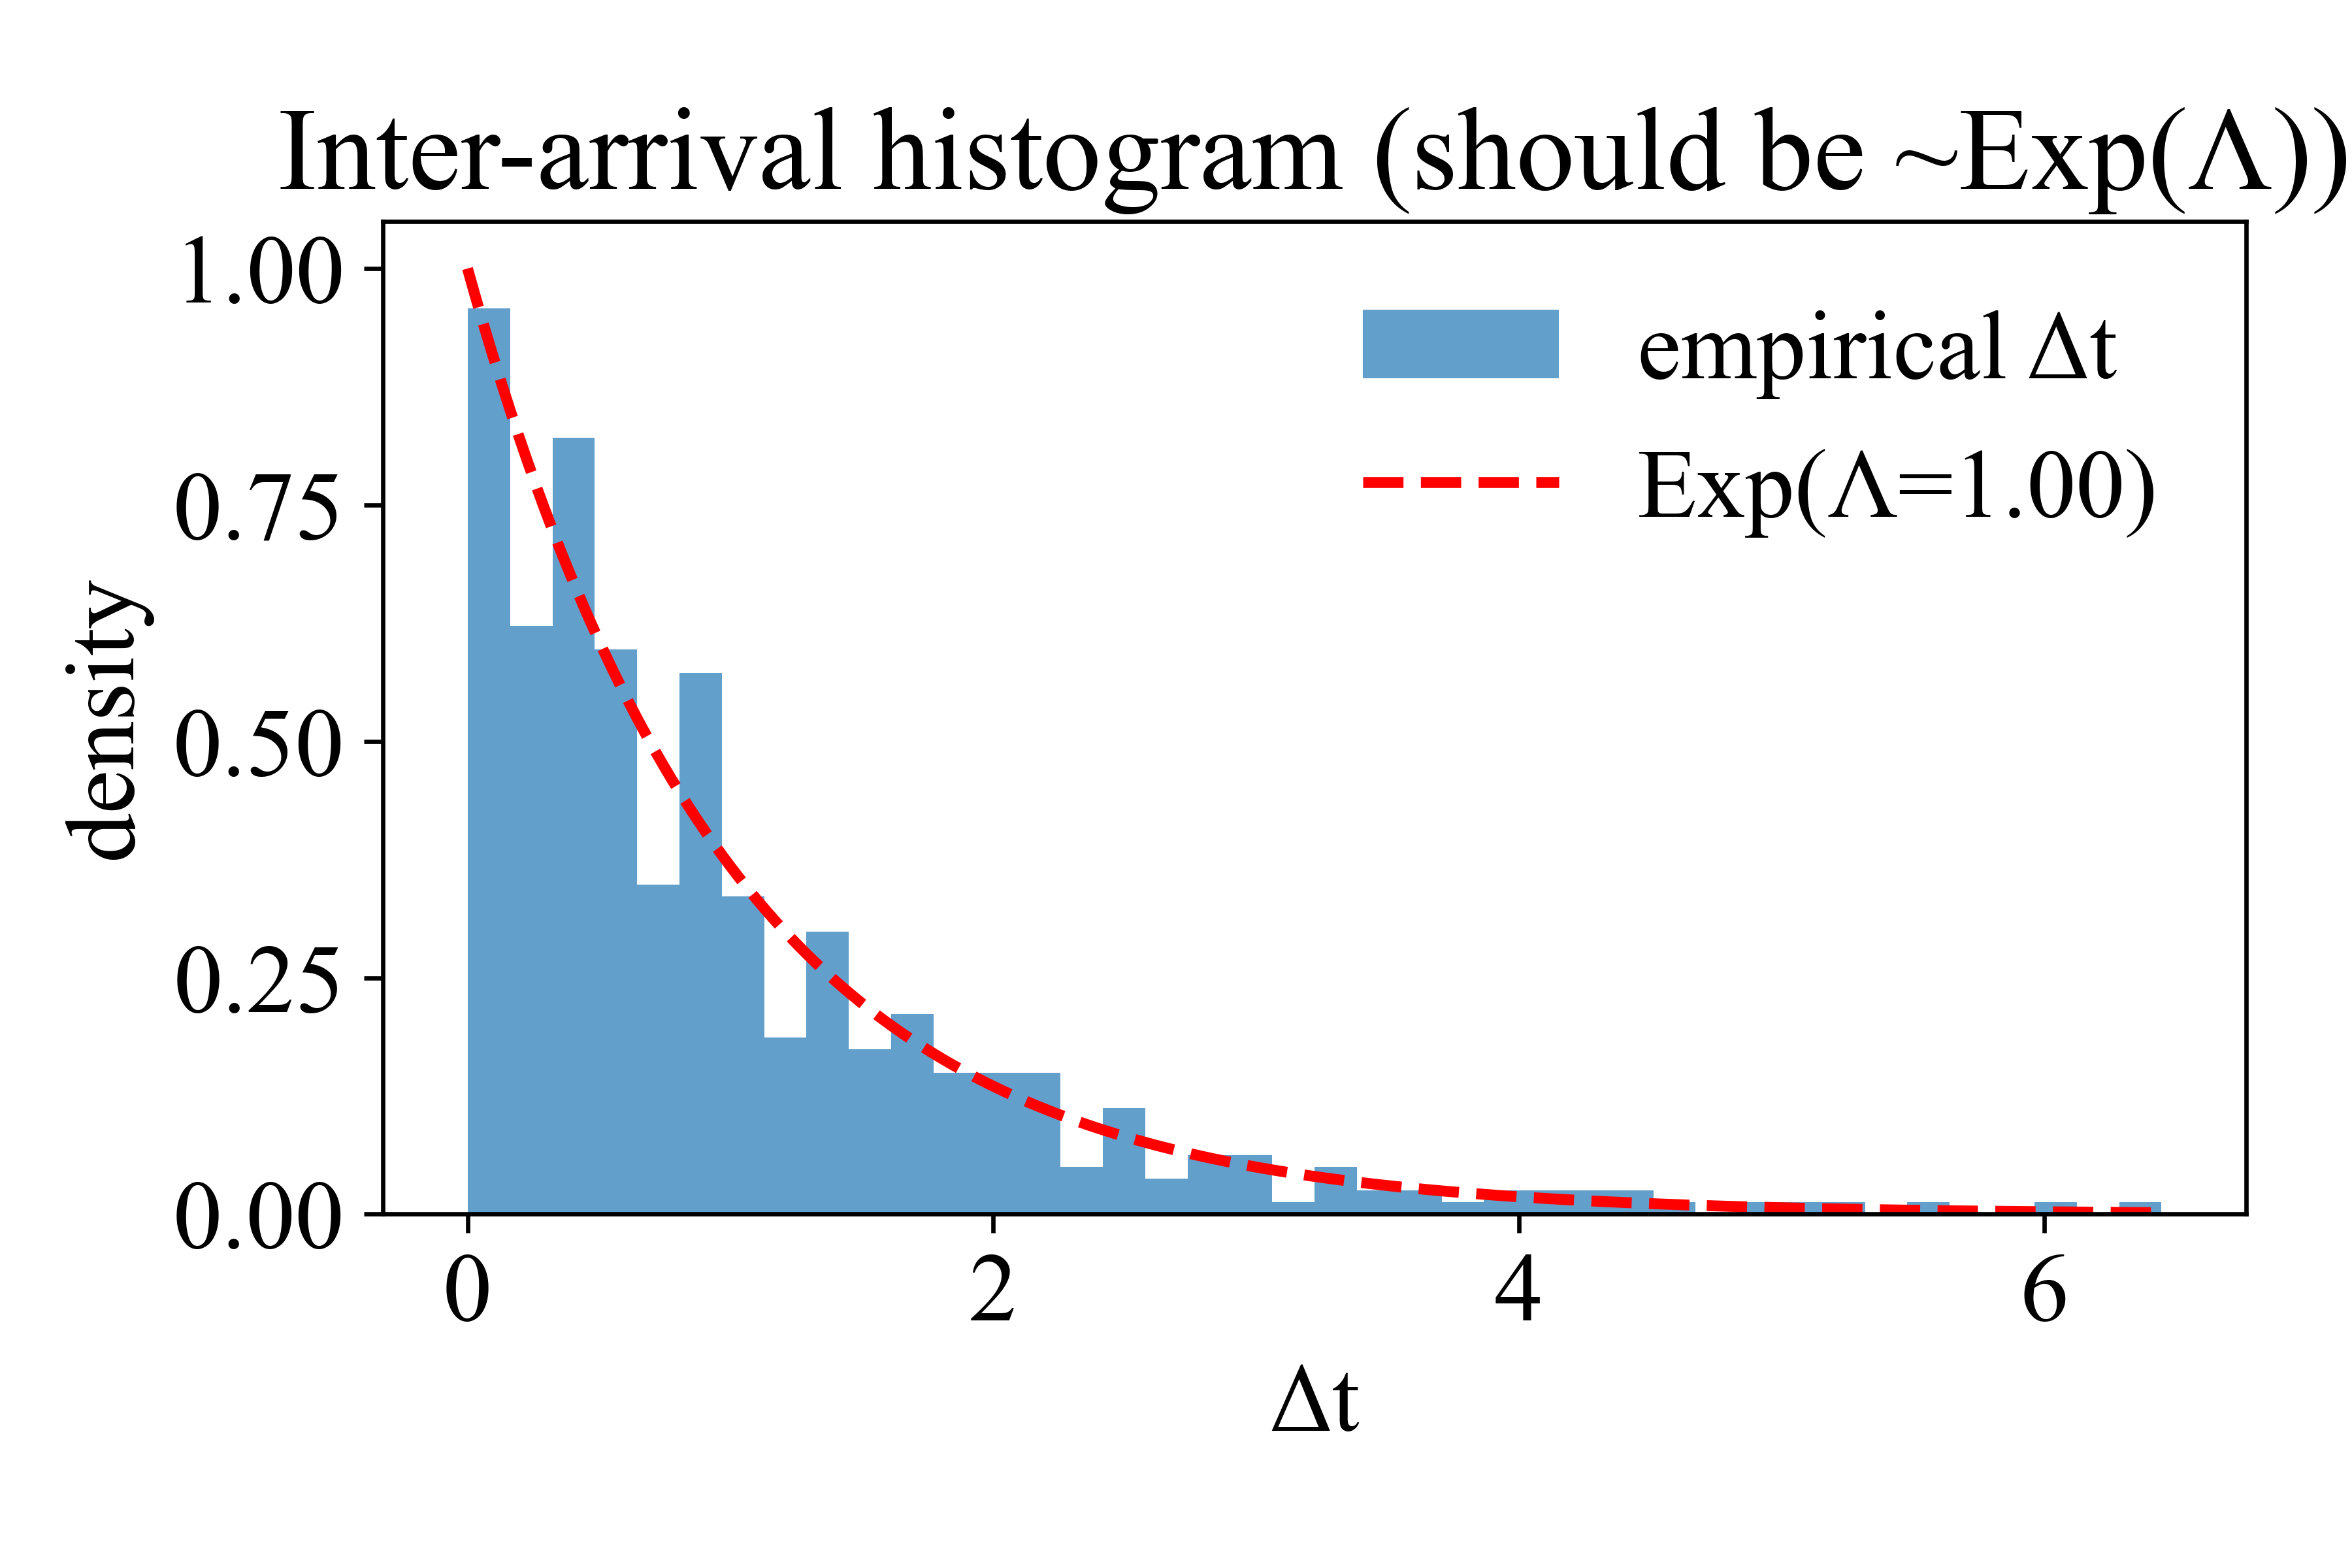 Inter-arrival histogram (should be ~Exp(Λ))
1.00
0.75
0.50
0.25
0.00
density
empirical Δt
Exp(Λ=1.00)
0 2 4 6
Δt